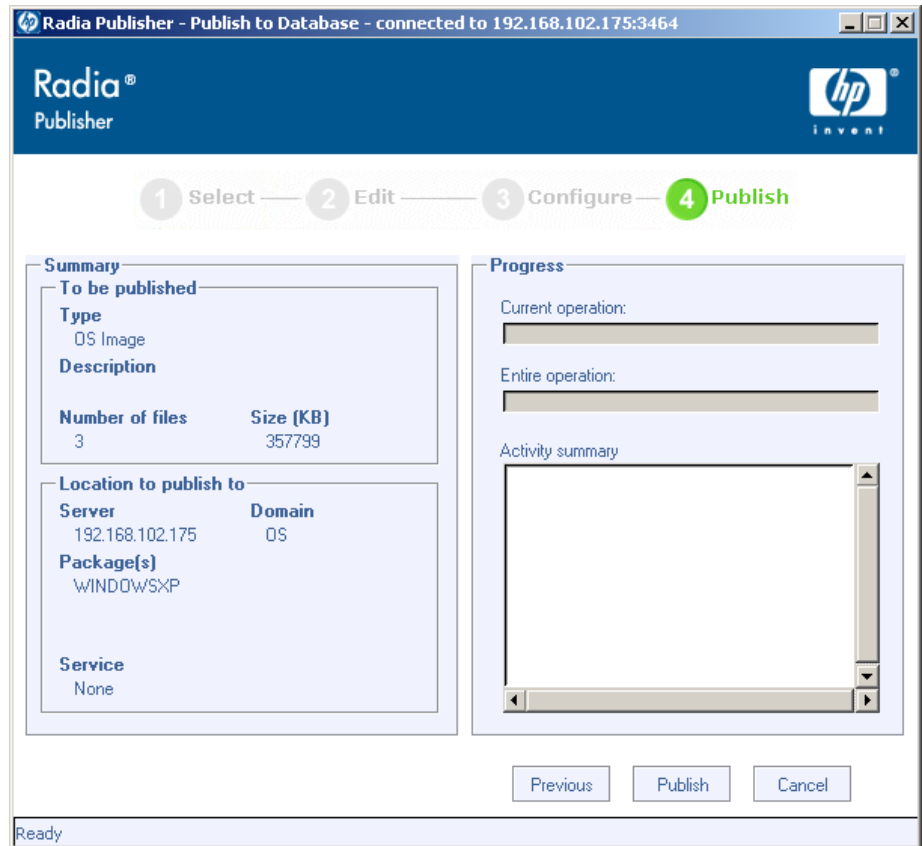 Radia Publisher - Publish to Database - connected to 192.168.102.175:3464
Radia®
Publisher
hp®
invent
1 Select 2 Edit 3 Configure 4 Publish
Summary
To be published
Type
OS Image
Description
Number of files Size (KB)
3 357799
Location to publish to
Server Domain
192.168.102.175 OS
Package(s)
WINDOWSXP
Service
None
Progress
Current operation:
Entire operation:
Activity summary
Previous Publish Cancel
Ready